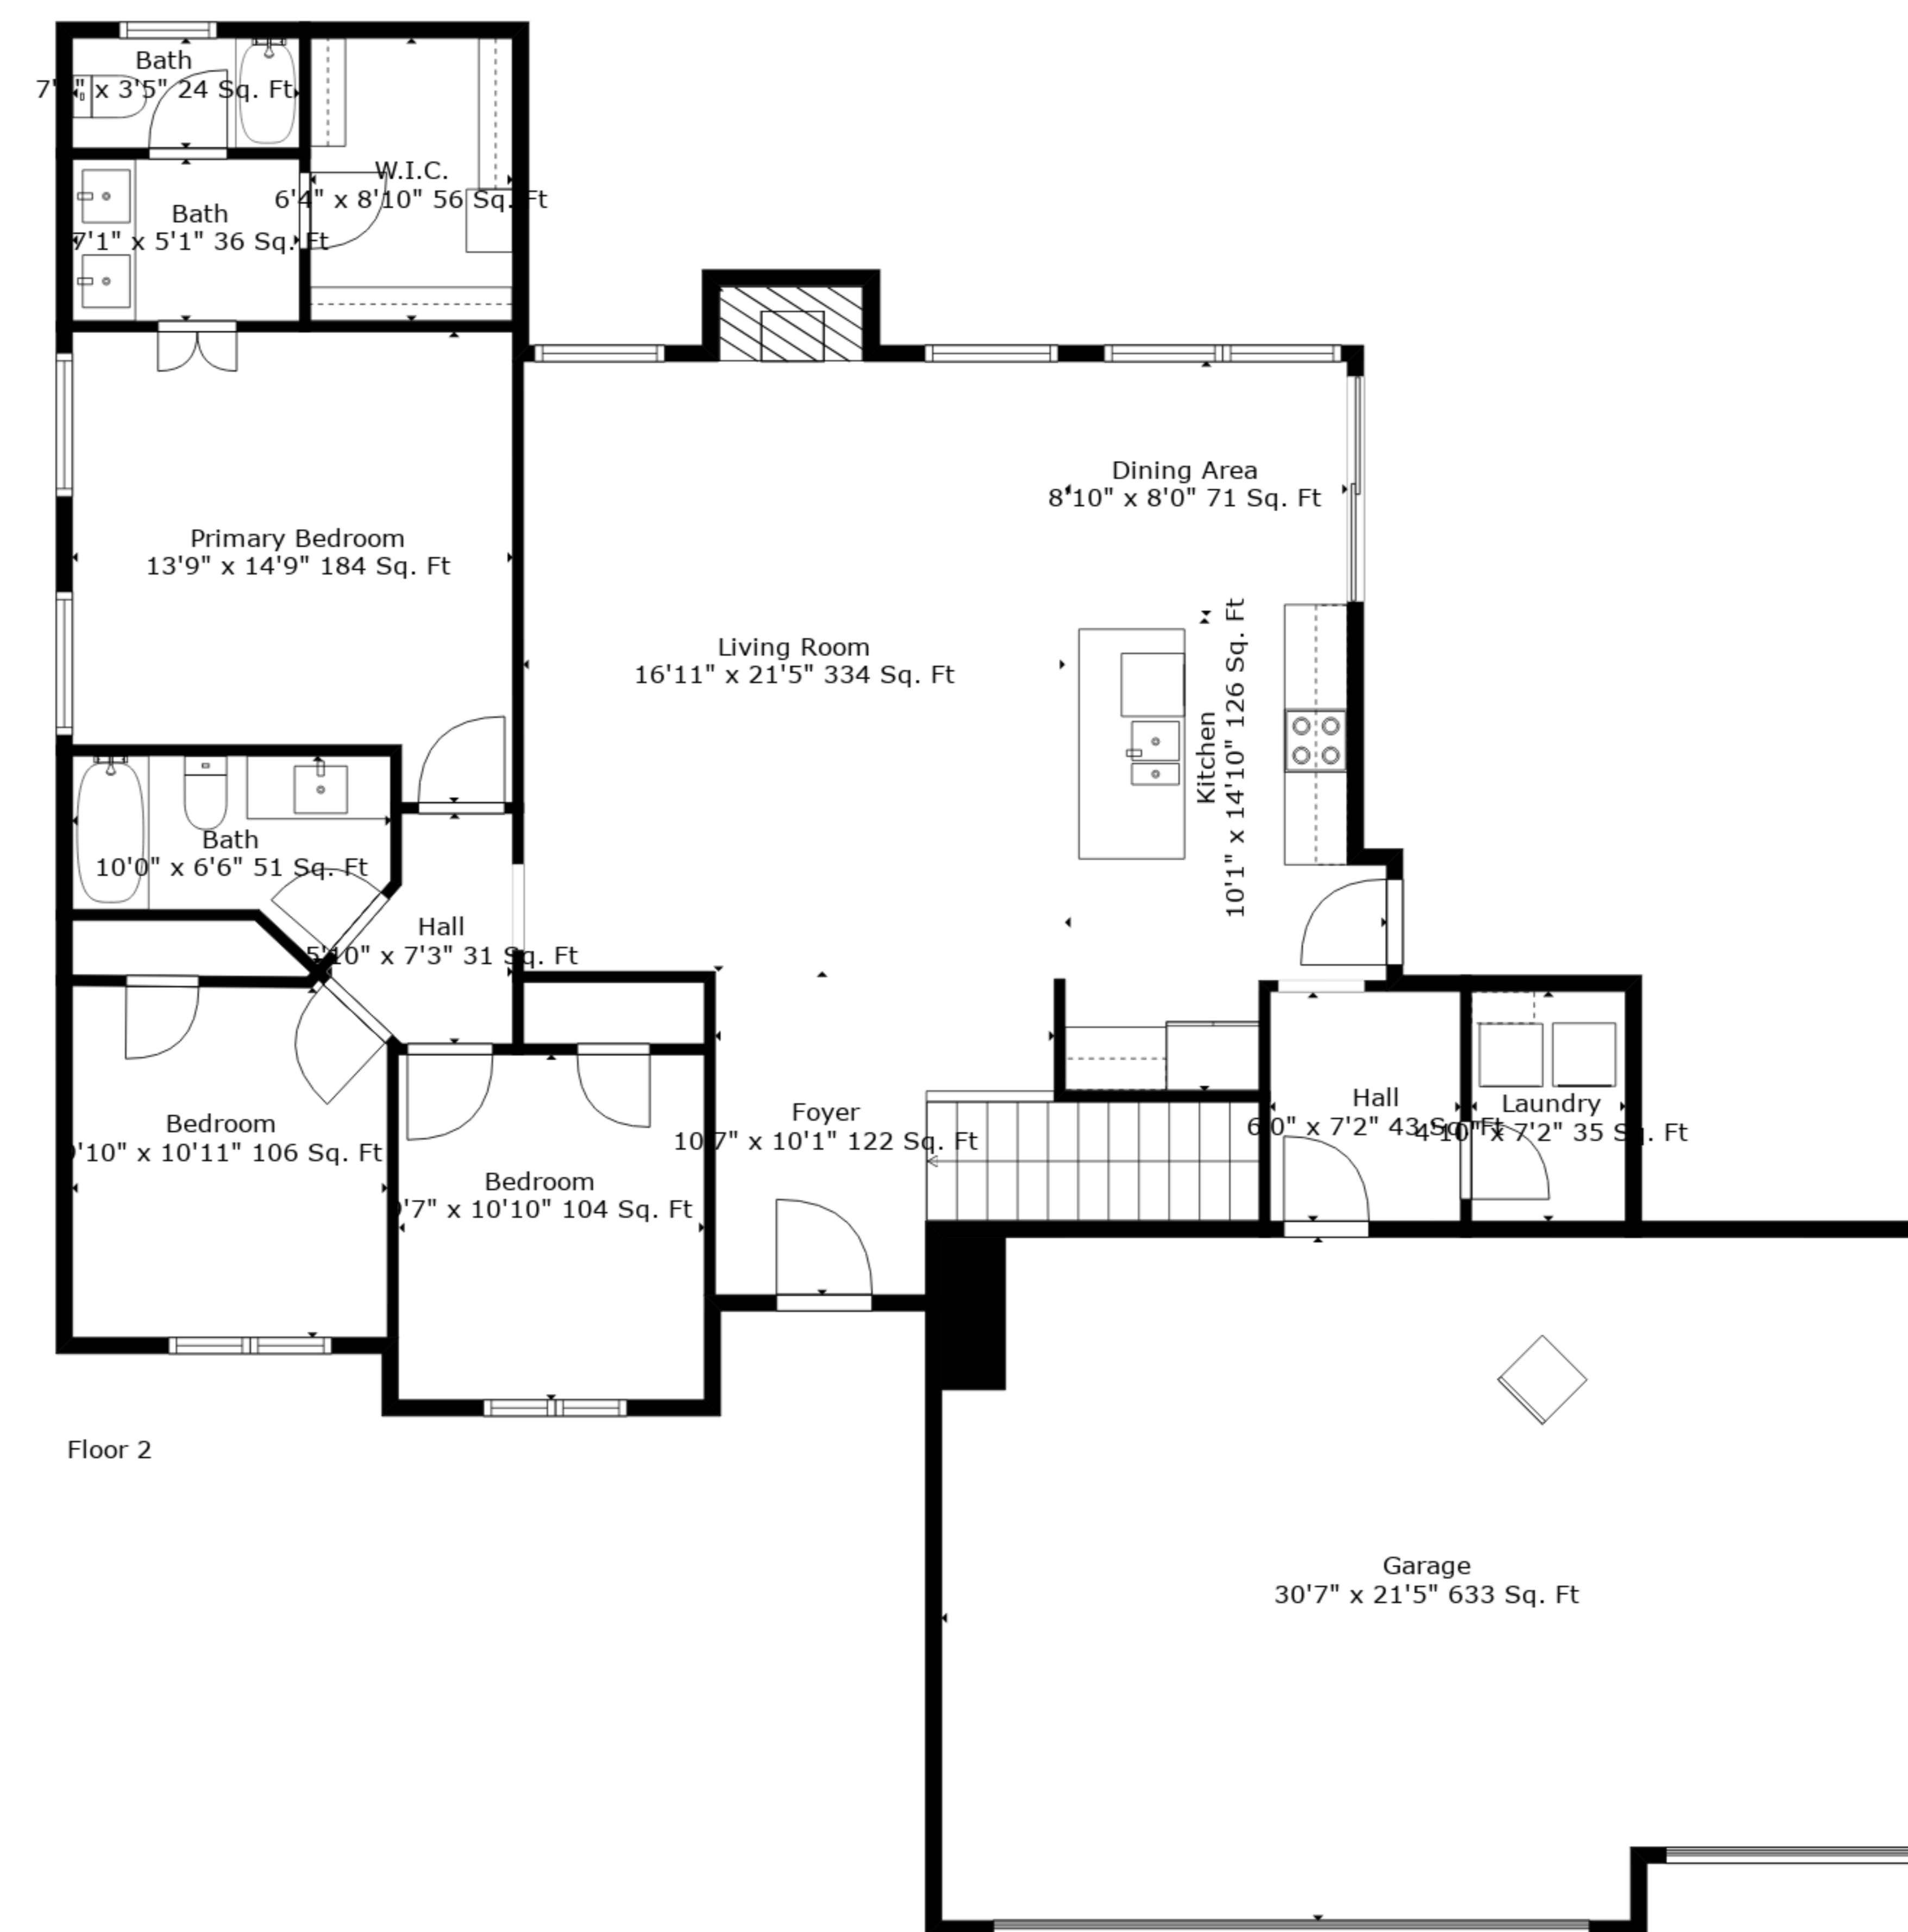 Bath
x 3'5" 24 Sq. Ft
W.I.C.
6'4" x 8'10" 56 Sq. Ft
Bath
7'1" x 5'1" 36 Sq. Ft
Dining Area
8'10" x 8'0" 71 Sq. Ft
Primary Bedroom
13'9" x 14'9" 184 Sq. Ft
Living Room
16'11" x 21'5" 334 Sq. Ft
Kitchen
10'1" x 14'10" 126 Sq. Ft
Bath
10'0" x 6'6" 51 Sq. Ft
Hall
5'10" x 7'3" 31 Sq. Ft
Bedroom
x 10'11" 106 Sq. Ft
Foyer
10'7" x 10'1" 122 Sq. Ft
Hall
6'0" x 7'2" 43 Sq. Ft
Laundry
4'10" x 7'2" 35 Sq. Ft
Bedroom
x 10'10" 104 Sq. Ft
Floor 2
Garage
30'7" x 21'5" 633 Sq. Ft